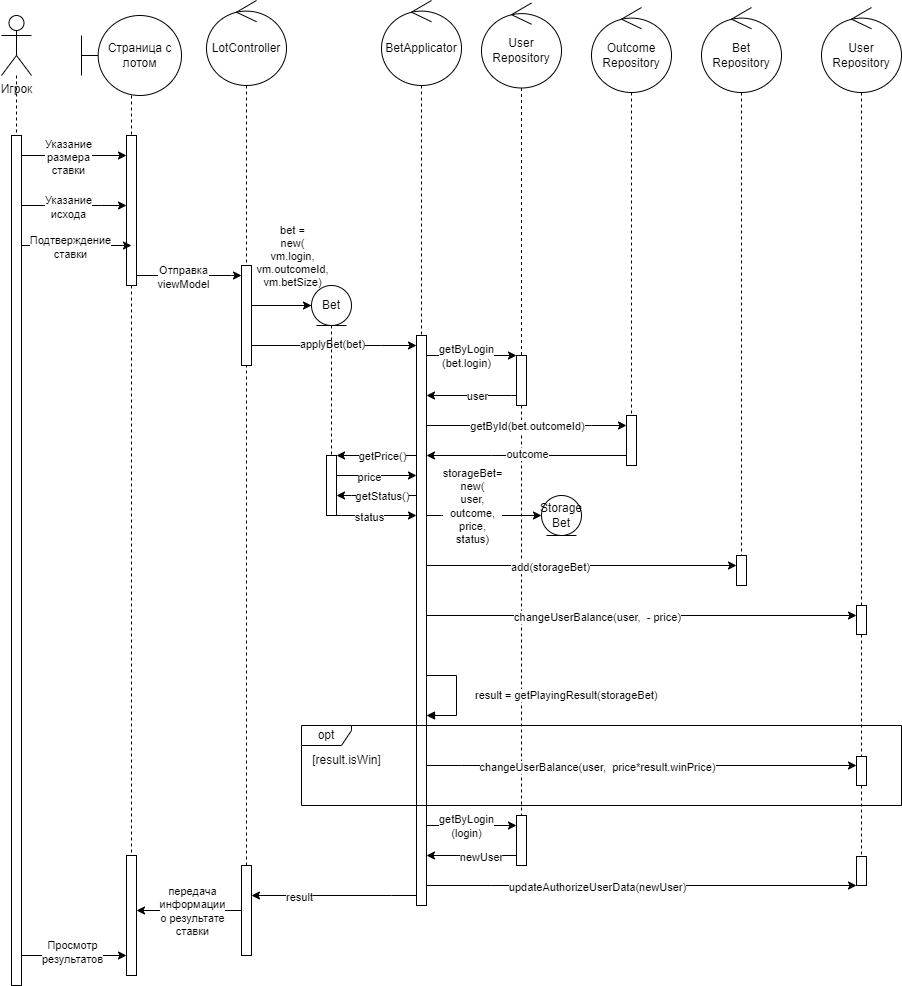 Игрок
Страница с
лотом
LotController
BetApplicator
User
Repository
Outcome
Repository
Bet
Repository
User
Repository
Указание
размера
ставки
Указание
исхода
Подтверждение
ставки
Отправка
viewModel
bet =
new(
vm.login,
vm.outcomeId,
vm.betSize)
Bet
applyBet(bet)
getByLogin
(bet.login)
user
getById(bet.outcomeId)
outcome
getPrice()
price
getStatus()
status
storageBet=
new(
user,
outcome,
price,
status)
Storage
Bet
add(storageBet)
changeUserBalance(user, - price)
result = getPlayingResult(storageBet)
opt
[result.isWin]
changeUserBalance(user, price*result.winPrice)
getByLogin
(login)
newUser
updateAuthorizeUserData(newUser)
result
передача
информации
о результате
ставки
Просмотр
результатов